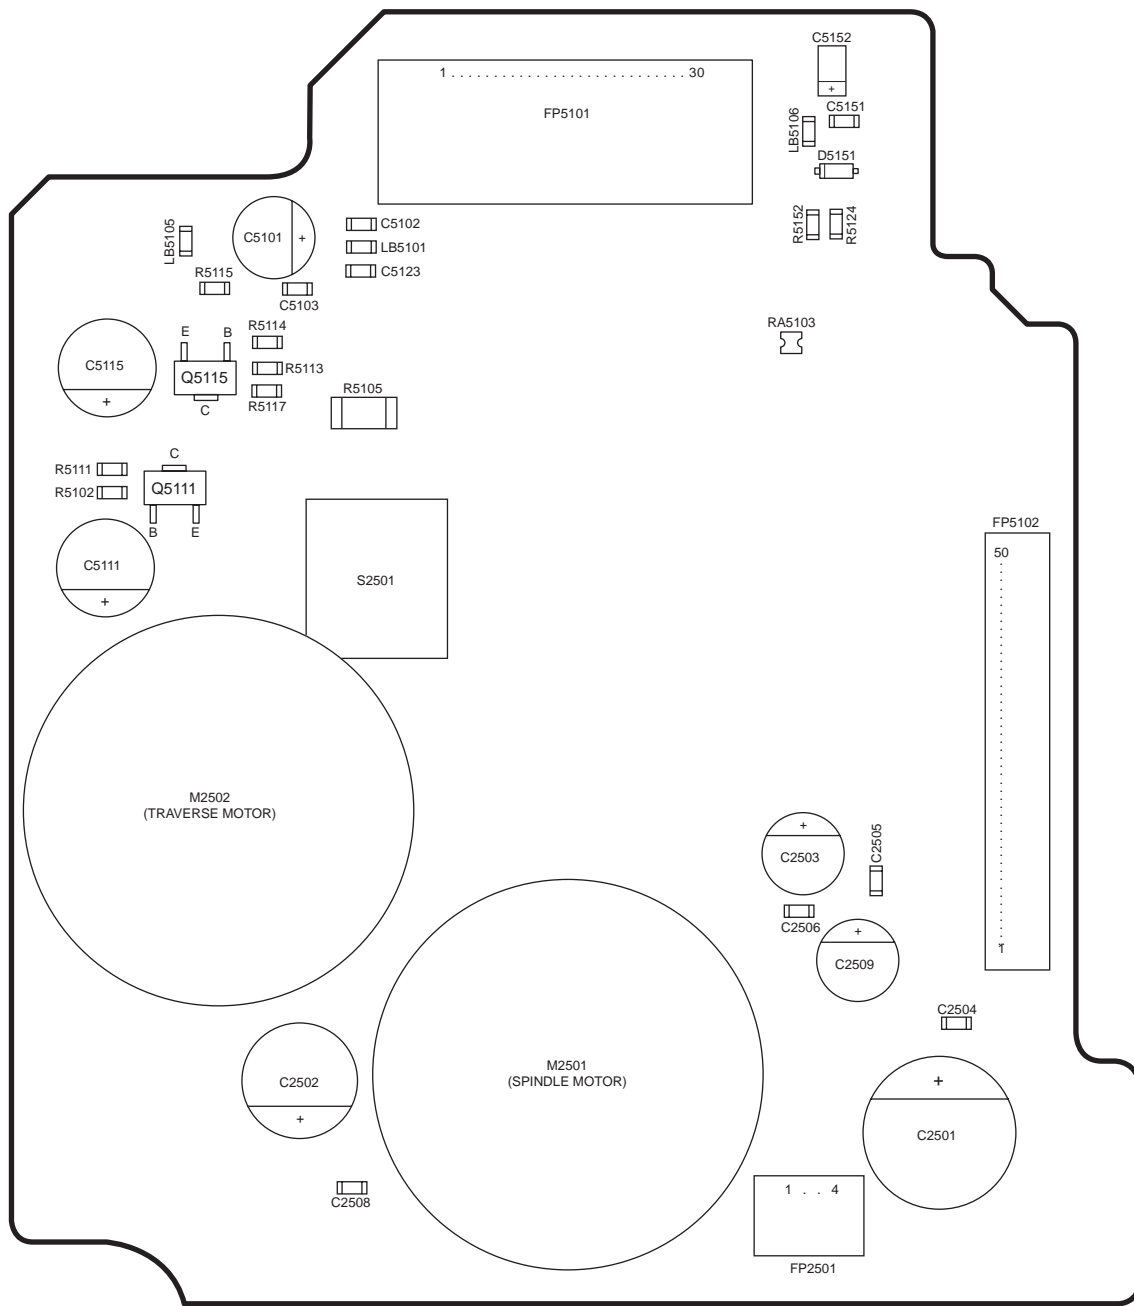 C5152
1 . . . . . . . . . . . . . . . . . . . . . . . . . . . . 30
FP5101
+
C5151
LB5106
D5151
R5152
R5124
LB5105
C5101
+
C5102
LB5101
C5123
R5115
C5103
RA5103
E
B
R5114
C5115
Q5115
R5113
+
C
R5117
R5105
C
R5111
Q5111
R5102
B
E
C5111
+
S2501
FP5102
50
1
M2502
(TRAVERSE MOTOR)
+
C2503
C2505
C2506
+
C2509
C2504
C2502
+
M2501
(SPINDLE MOTOR)
+
C2501
C2508
1 . . 4
FP2501